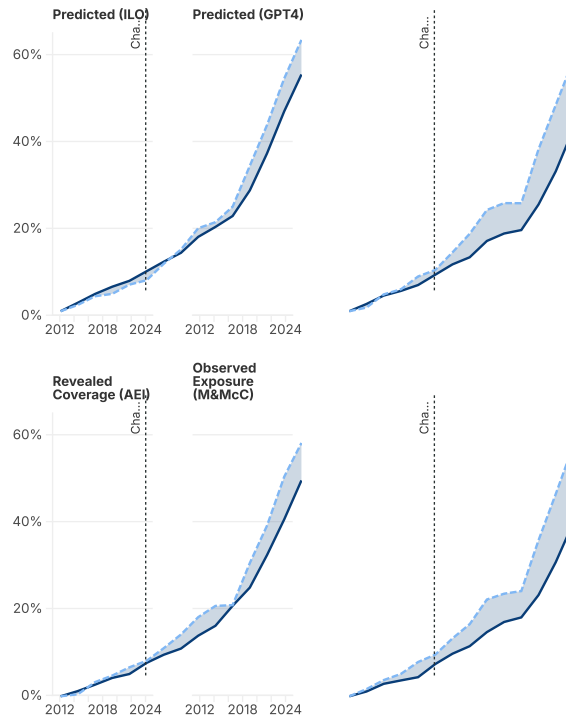 Predicted (ILO)
Predicted (GPT4)
Cha...
Cha...
60%
40%
20%
0%
2012 2018 2024
2012 2018 2024
Revealed
Coverage (AEI)
Observed
Exposure
(M&McC)
Cha...
Cha...
60%
40%
20%
0%
2012 2018 2024
2012 2018 2024